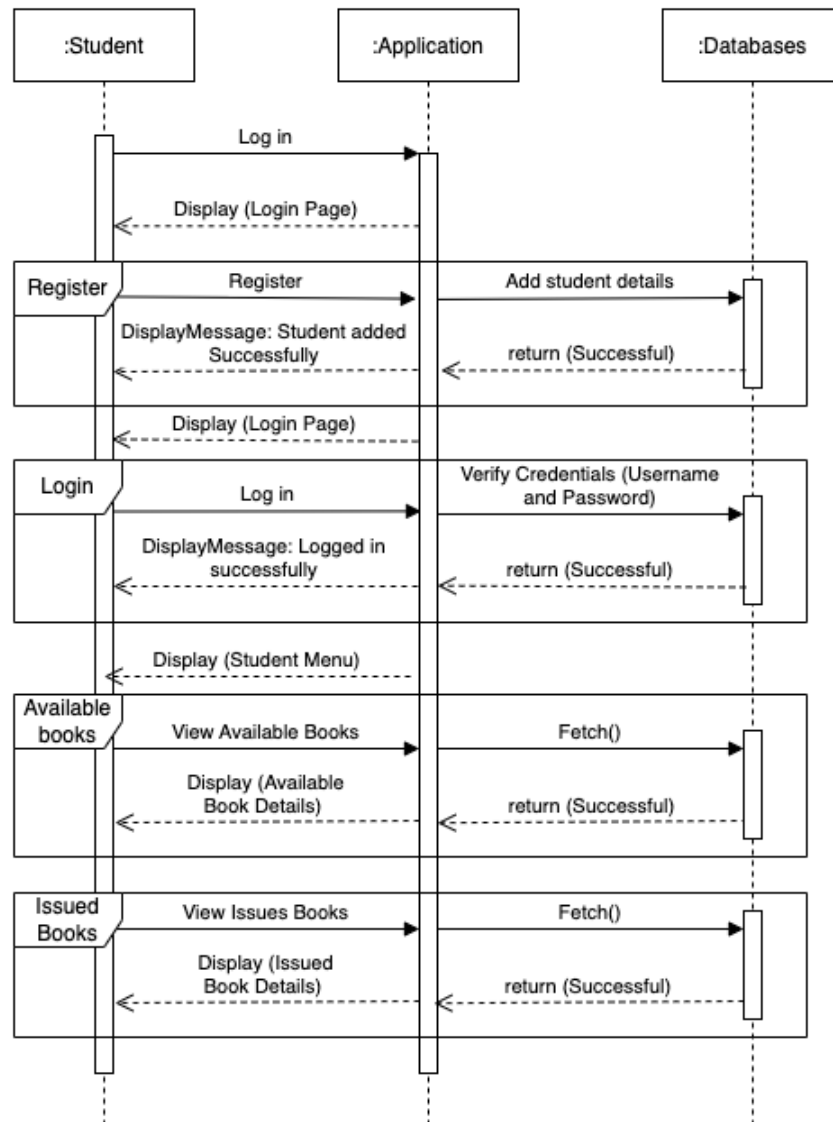 :Student
:Application
:Databases
Log in
Display (Login Page)
Register
Register
Add student details
DisplayMessage: Student added
Successfully
return (Successful)
Display (Login Page)
Login
Log in
Verify Credentials (Username
and Password)
DisplayMessage: Logged in
successfully
return (Successful)
Display (Student Menu)
Available
books
View Available Books
Fetch()
Display (Available
Book Details)
return (Successful)
Issued
Books
View Issues Books
Fetch()
Display (Issued
Book Details)
return (Successful)